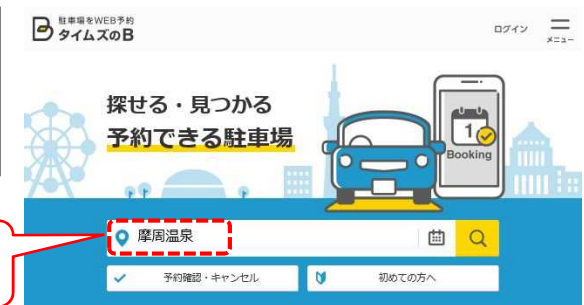 駐車場をWEB予約
タイムズのB
ログイン
メニュー
探せる・見つかる
予約できる駐車場
1
Booking
摩周温泉
予約確認・キャンセル
初めての方へ